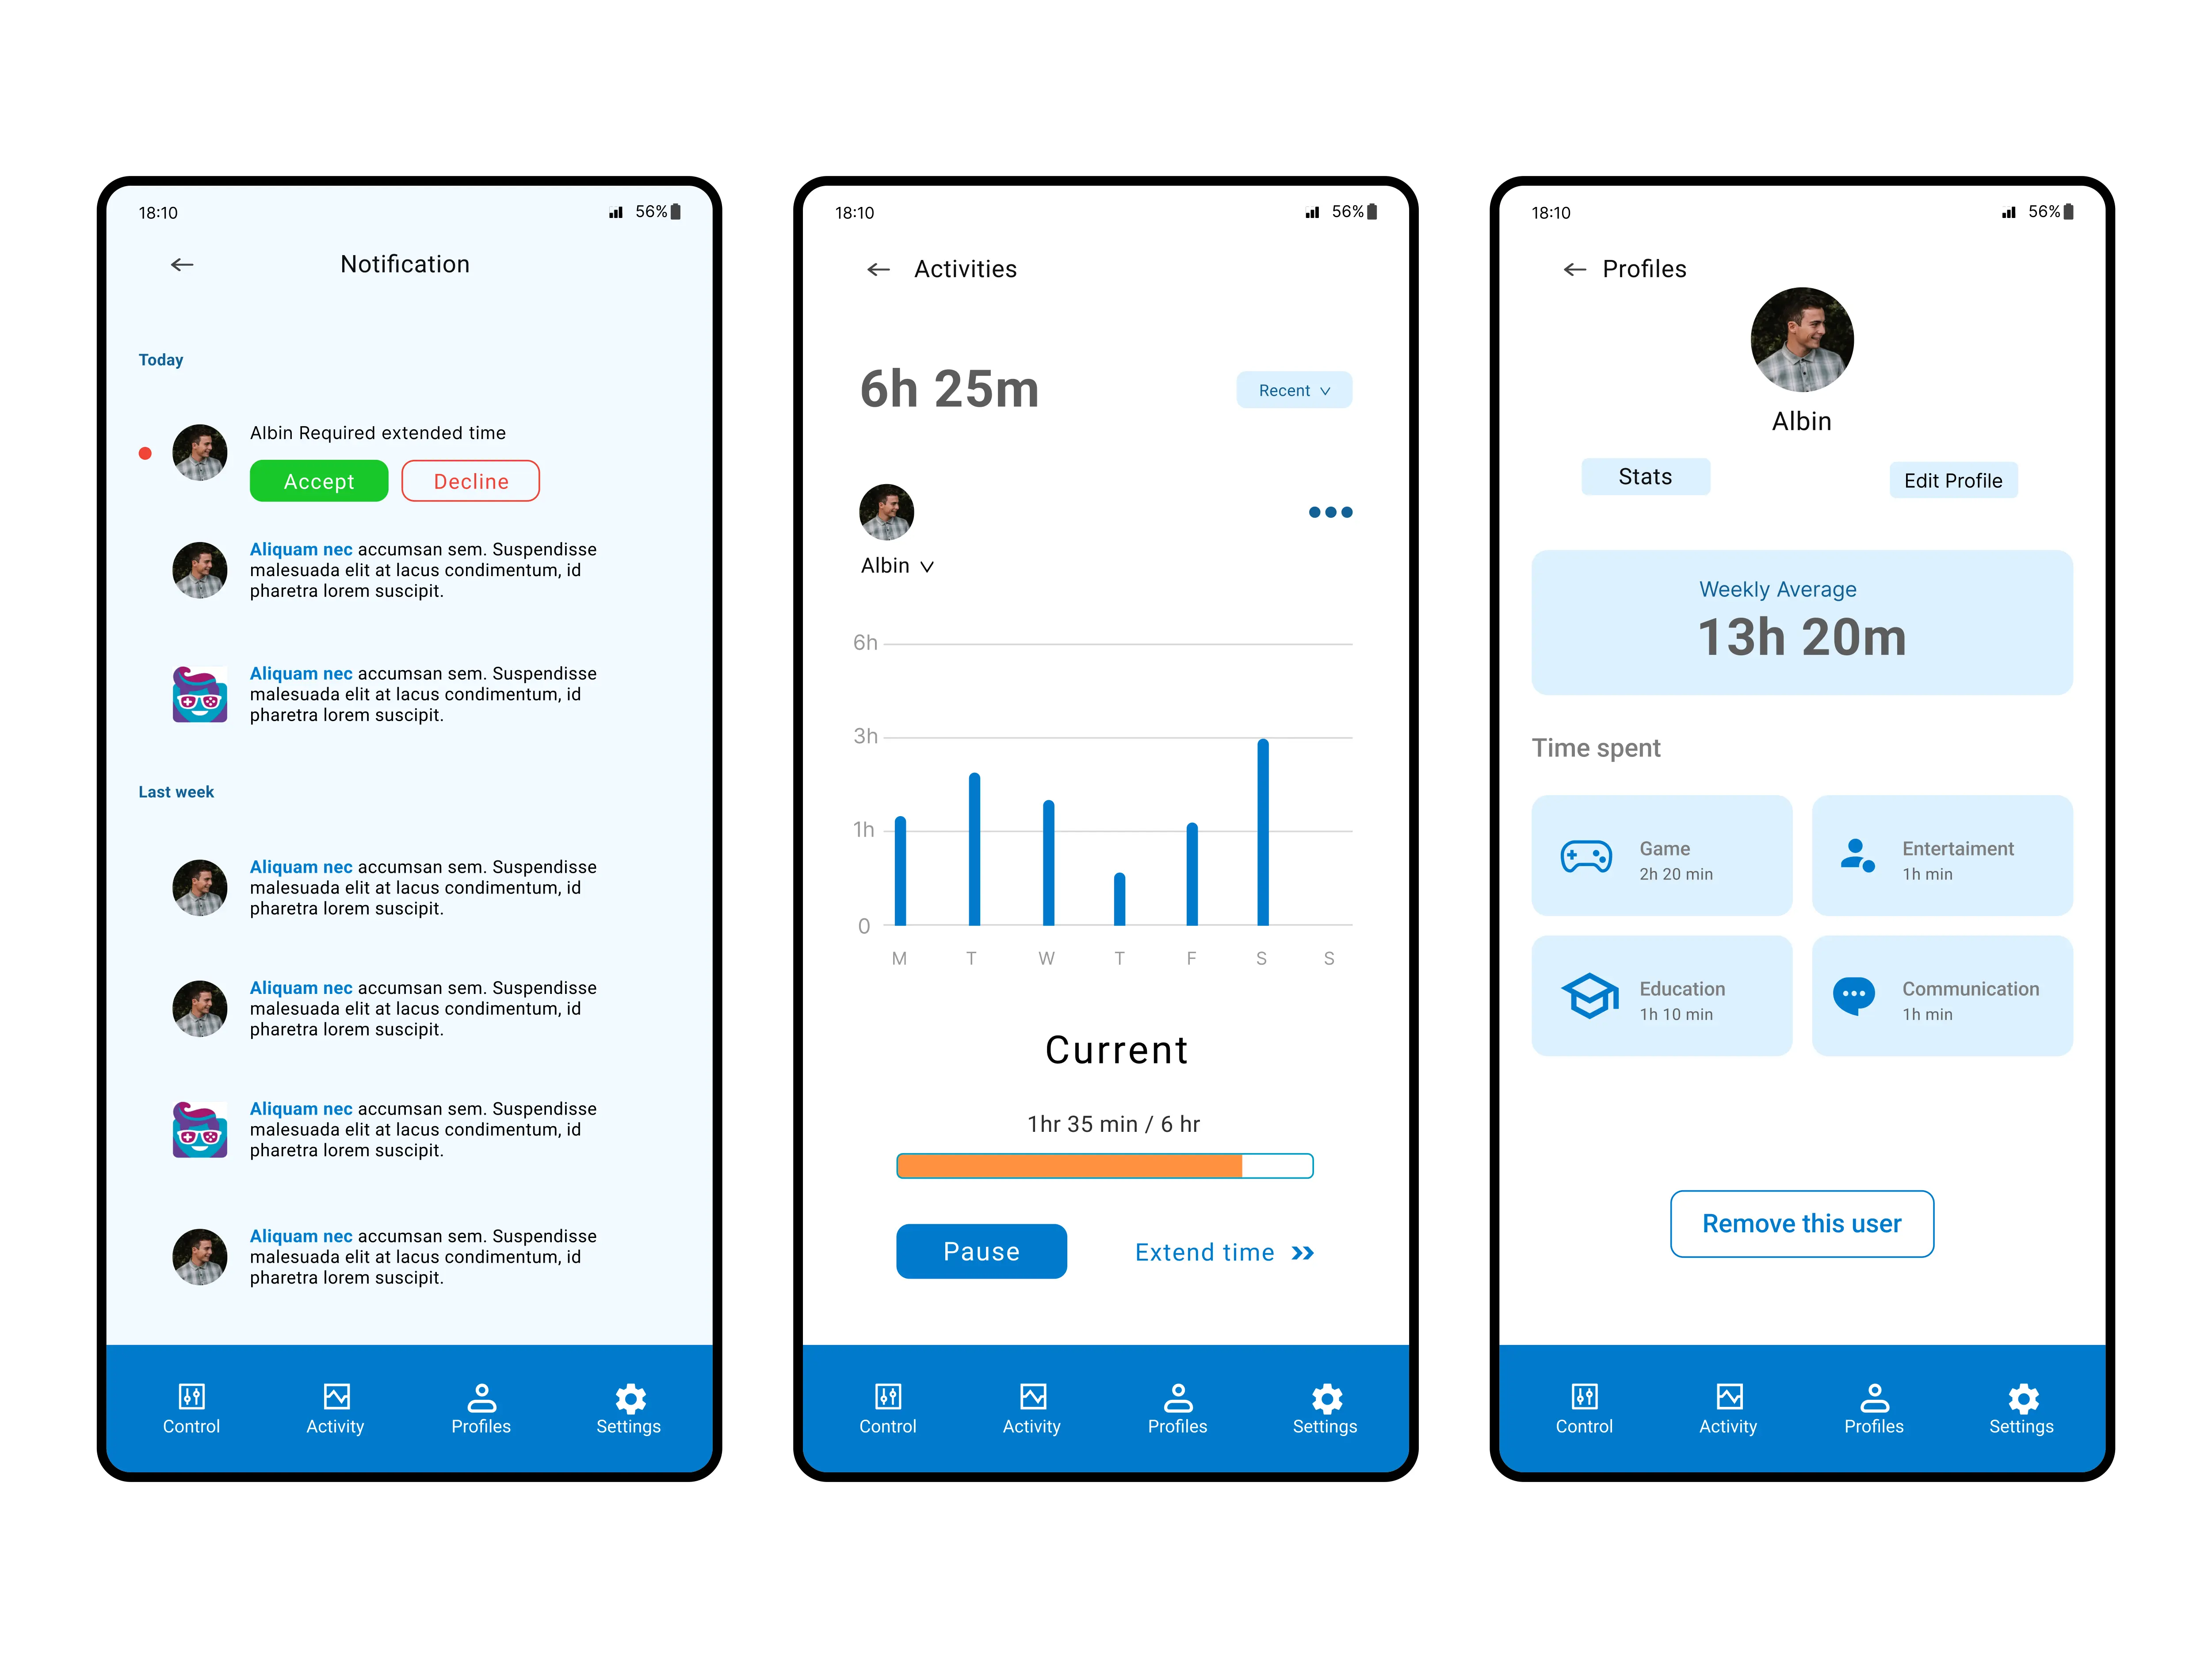 18:10
56%
Notification
Today
Albin Required extended time
Accept
Decline
Aliquam nec accumsan sem. Suspendisse
malesuada elit at lacus condimentum, id
pharetra lorem suscipit.
Aliquam nec accumsan sem. Suspendisse
malesuada elit at lacus condimentum, id
pharetra lorem suscipit.
Last week
Aliquam nec accumsan sem. Suspendisse
malesuada elit at lacus condimentum, id
pharetra lorem suscipit.
Aliquam nec accumsan sem. Suspendisse
malesuada elit at lacus condimentum, id
pharetra lorem suscipit.
Aliquam nec accumsan sem. Suspendisse
malesuada elit at lacus condimentum, id
pharetra lorem suscipit.
Aliquam nec accumsan sem. Suspendisse
malesuada elit at lacus condimentum, id
pharetra lorem suscipit.
Control
Activity
Profiles
Settings
18:10
56%
Activities
6h 25m
Recent
Albin
6h
3h
1h
0
M T W T F S S
Current
1hr 35 min / 6 hr
Pause
Extend time
Control
Activity
Profiles
Settings
18:10
56%
Profiles
Albin
Stats
Edit Profile
Weekly Average
13h 20m
Time spent
Game
2h 20 min
Entertaiment
1h min
Education
1h 10 min
Communication
1h min
Remove this user
Control
Activity
Profiles
Settings